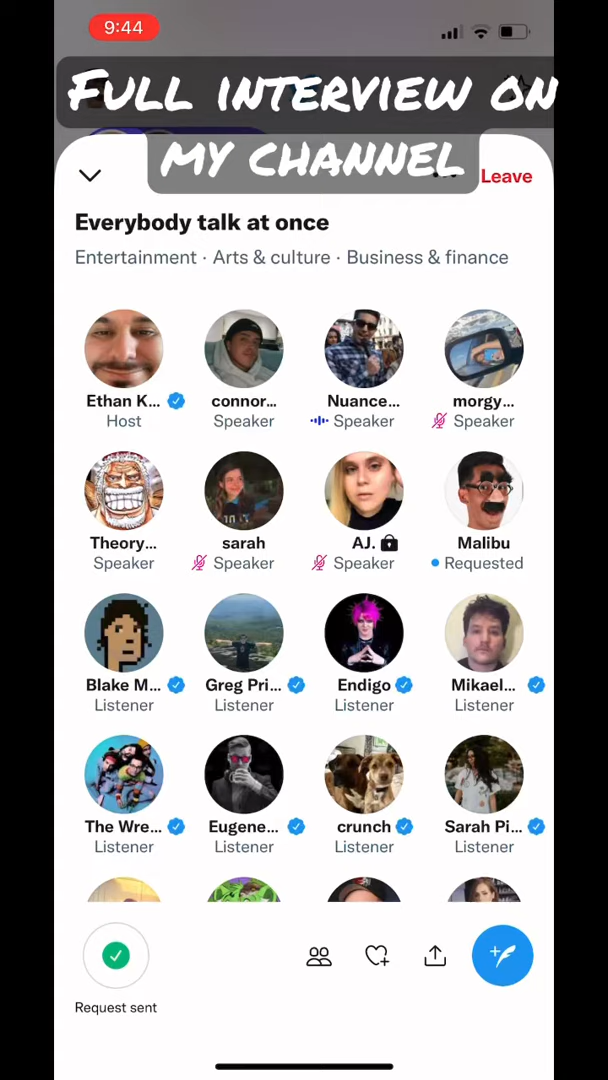 9:44
FULL INTERVIEW ON
MY CHANNEL
Leave
Everybody talk at once
Entertainment · Arts & culture · Business & finance
Ethan K... connor... Nuance... morgy...
Host Speaker Speaker Speaker
Theory... sarah AJ. Malibu
Speaker Speaker Speaker Requested
Blake M... Greg Pri... Endigo Mikael...
Listener Listener Listener Listener
The Wre... Eugene... crunch Sarah Pi...
Listener Listener Listener Listener
Request sent